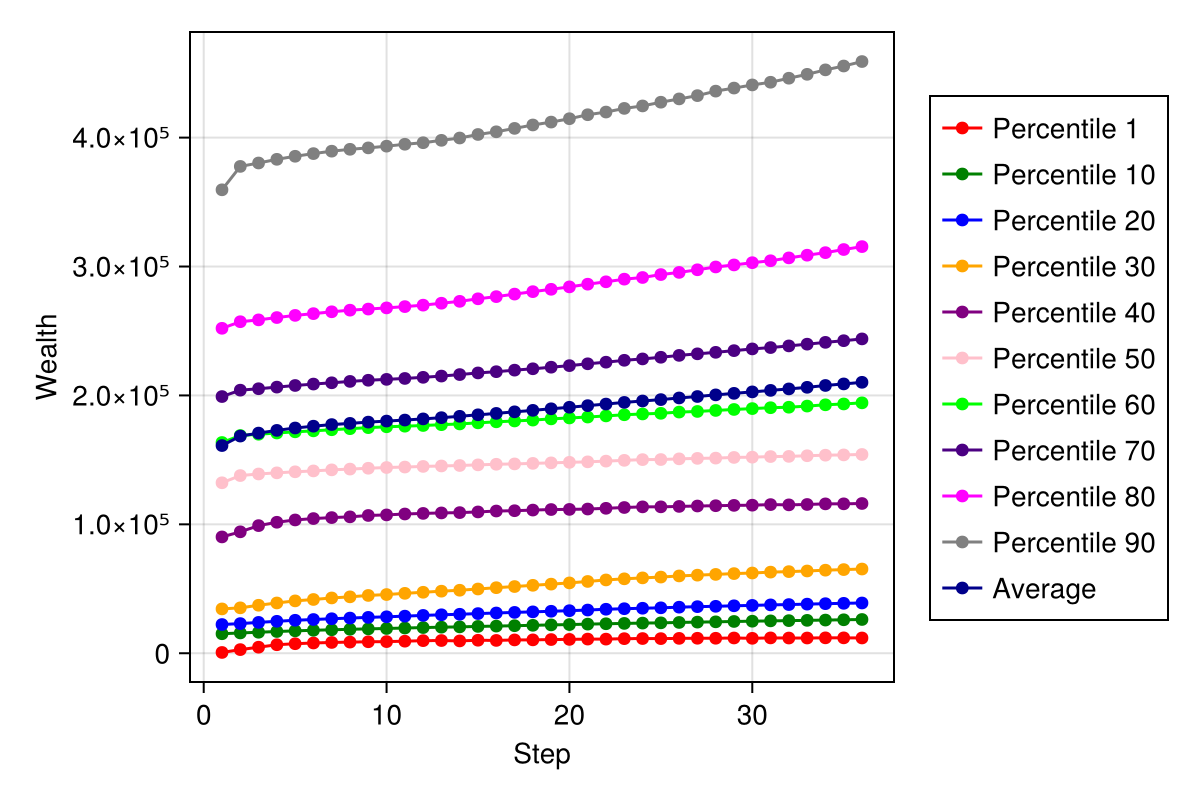 4.0×10⁵
3.0×10⁵
2.0×10⁵
1.0×10⁵
0
Wealth
0 10 20 30
Step
Percentile 1
Percentile 10
Percentile 20
Percentile 30
Percentile 40
Percentile 50
Percentile 60
Percentile 70
Percentile 80
Percentile 90
Average